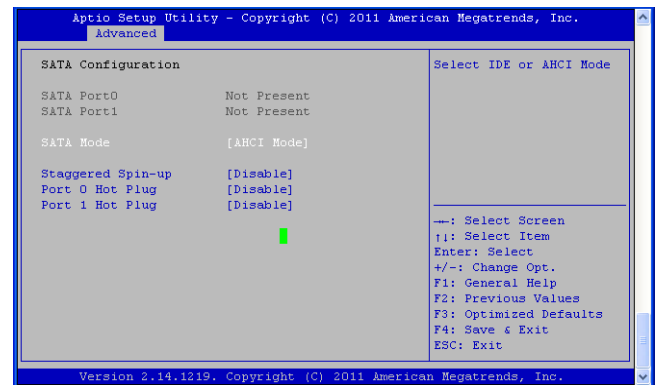 Aptio Setup Utility - Copyright (C) 2011 American Megatrends, Inc.
Advanced
SATA Configuration
SATA Port0 Not Present
SATA Port1 Not Present
SATA Mode [AHCI Mode]
Staggered Spin-up [Disable]
Port 0 Hot Plug [Disable]
Port 1 Hot Plug [Disable]
Select IDE or AHCI Mode
→←: Select Screen
↑↓: Select Item
Enter: Select
+/-: Change Opt.
F1: General Help
F2: Previous Values
F3: Optimized Defaults
F4: Save & Exit
ESC: Exit
Version 2.14.1219. Copyright (C) 2011 American Megatrends, Inc.